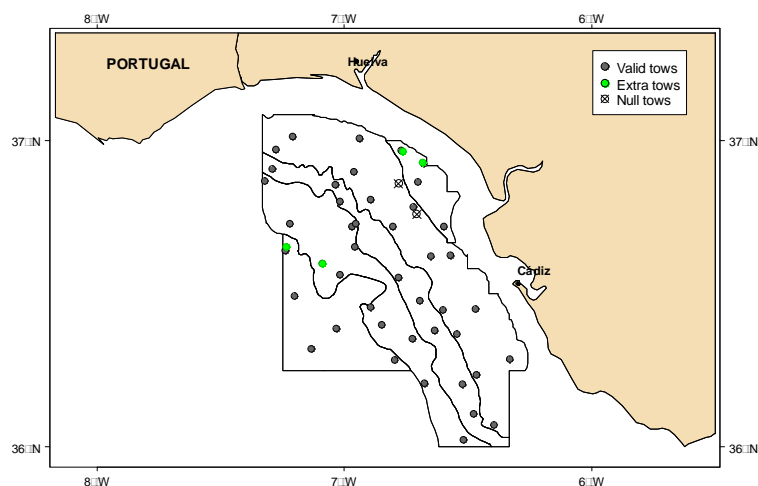 8□W 7□W 6□W
PORTUGAL
Huelva
Valid tows
Extra tows
Null tows
37□N 37□N
Cádiz
36□N 36□N
8□W 7□W 6□W